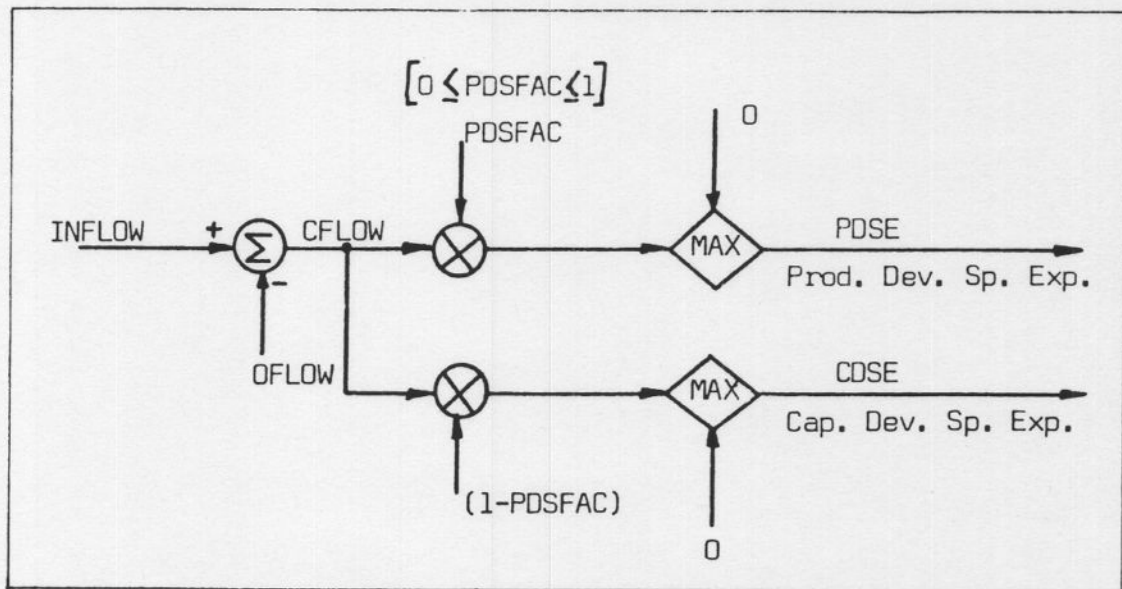 [0 ≤ PDSFAC ≤ 1]
PDSFAC
0
INFLOW
+
Σ
-
CFLOW
MAX
PDSE
Prod. Dev. Sp. Exp.
OFLOW
MAX
CDSE
Cap. Dev. Sp. Exp.
(1-PDSFAC)
0